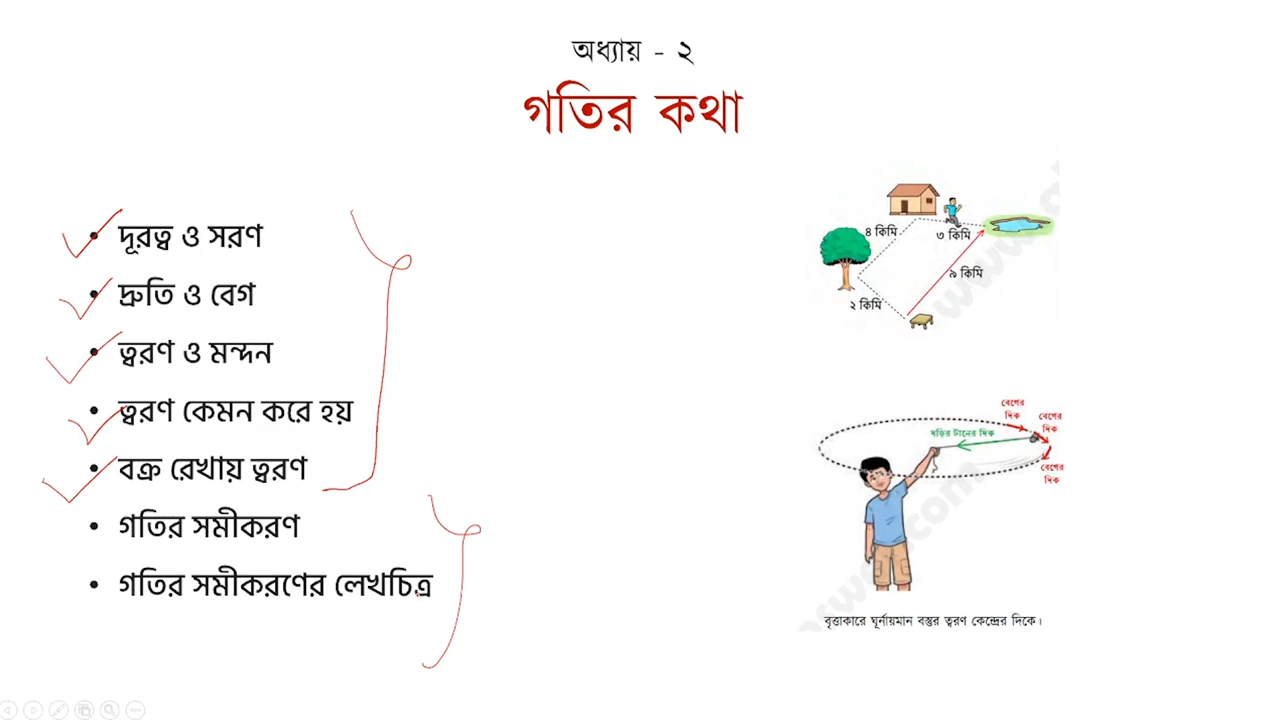 অধ্যায় - ২
গতির কথা
• দূরত্ব ও সরণ
• দ্রুতি ও বেগ
• ত্বরণ ও মন্দন
• ত্বরণ কেমন করে হয়
• বক্র রেখায় ত্বরণ
• গতির সমীকরণ
• গতির সমীকরণের লেখচিত্র
৪ কিমি
৩ কিমি
৯ কিমি
২ কিমি
বেগের
দিক
বেগের
দিক
দড়ির টানের দিক
বেগের
দিক
বৃত্তাকারে ঘূর্নায়মান বস্তুর ত্বরণ কেন্দ্রের দিকে।